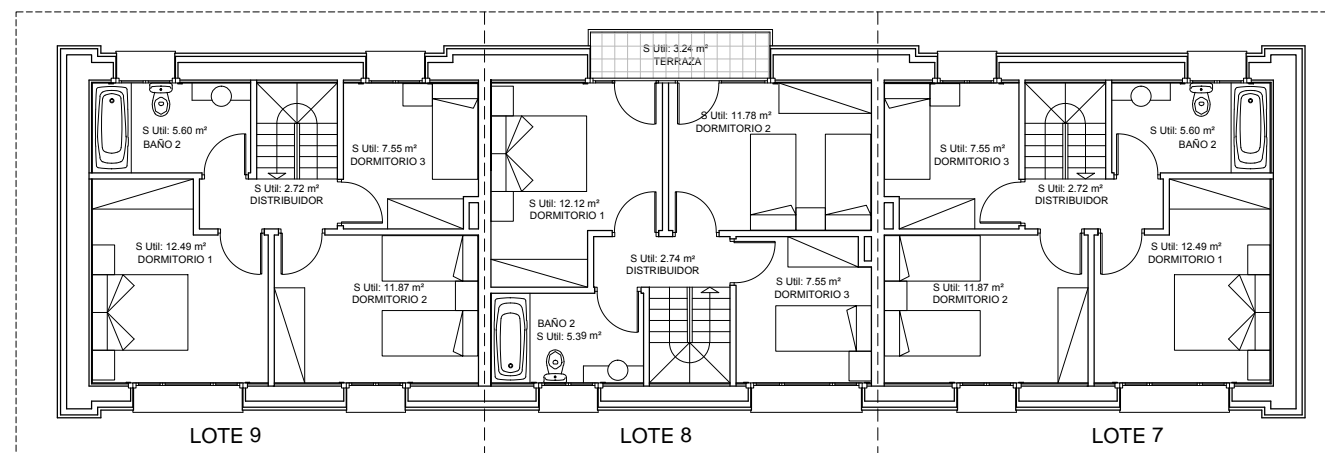 S Util: 5.60 m²
BAÑO 2
S Util: 7.55 m²
DORMITORIO 3
S Util: 2.72 m²
DISTRIBUIDOR
S Util: 12.49 m²
DORMITORIO 1
S Util: 11.87 m²
DORMITORIO 2
LOTE 9
S Util: 3.24 m²
TERRAZA
S Util: 11.78 m²
DORMITORIO 2
S Util: 12.12 m²
DORMITORIO 1
S Util: 2.74 m²
DISTRIBUIDOR
S Util: 7.55 m²
DORMITORIO 3
BAÑO 2
S Util: 5.39 m²
LOTE 8
S Util: 7.55 m²
DORMITORIO 3
S Util: 5.60 m²
BAÑO 2
S Util: 2.72 m²
DISTRIBUIDOR
S Util: 12.49 m²
DORMITORIO 1
S Util: 11.87 m²
DORMITORIO 2
LOTE 7